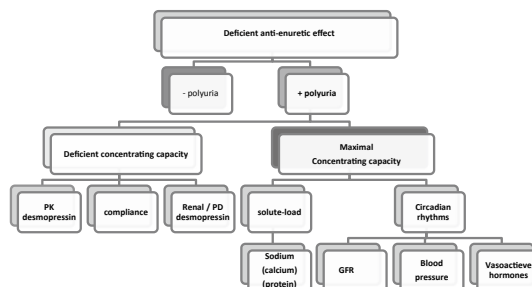 Deficient anti-enuretic effect
- polyuria
+ polyuria
Deficient concentrating capacity
Maximal
Concentrating capacity
PK
desmopressin
compliance
Renal / PD
desmopressin
solute-load
Circadian
rhythms
Sodium
(calcium)
(protein)
GFR
Blood
pressure
Vasoactieve
hormones